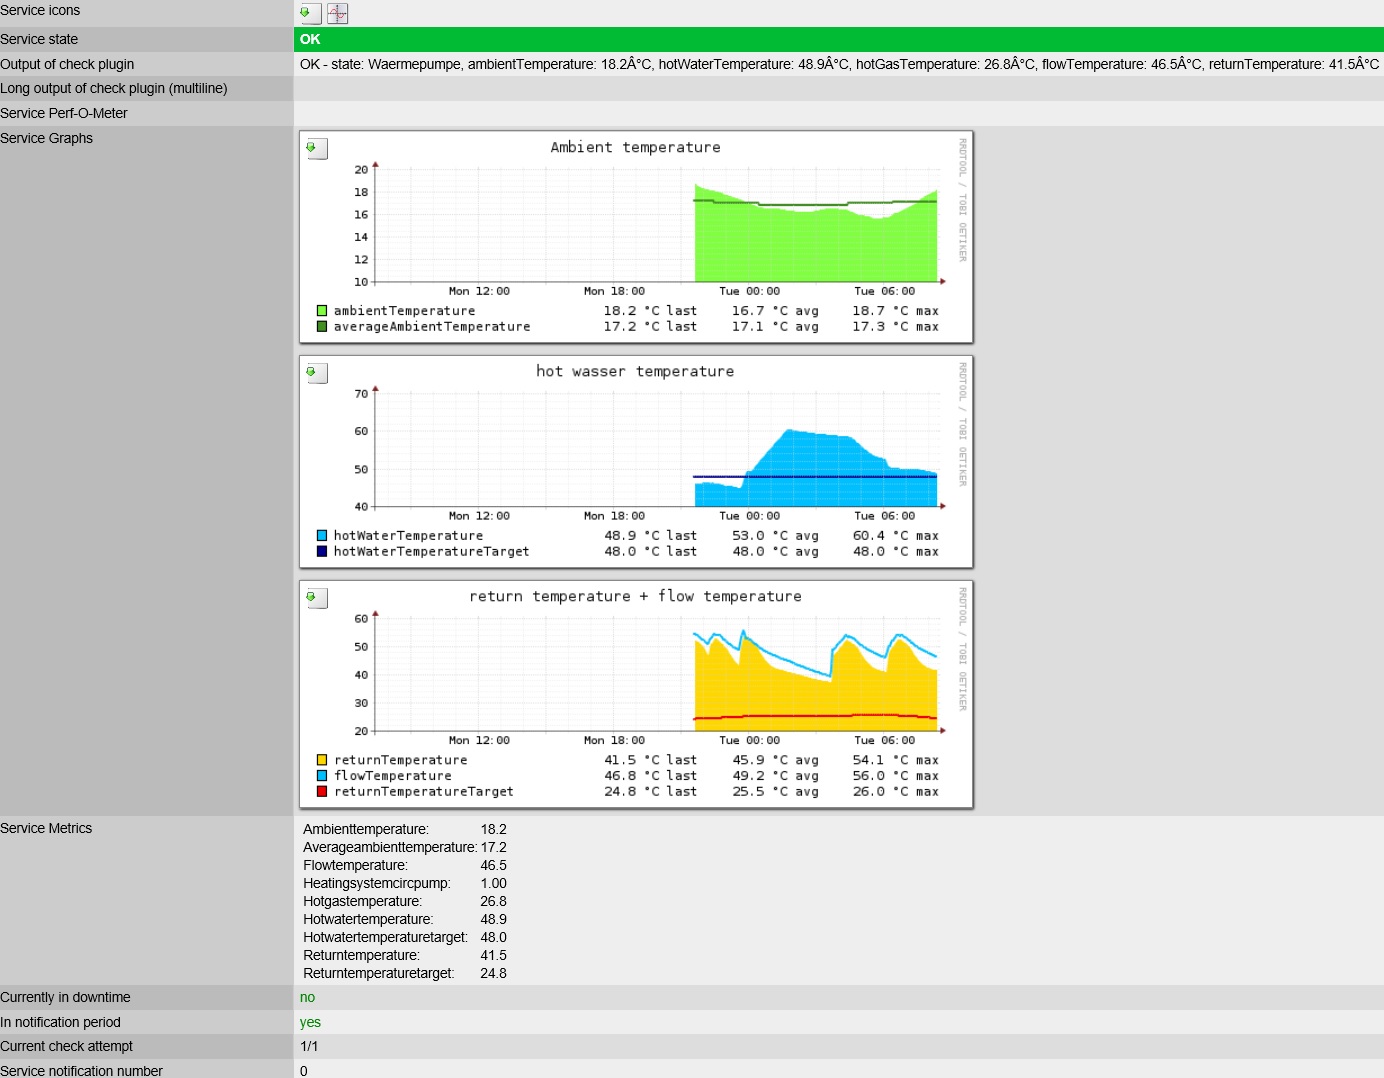 Service icons
Service state OK
Output of check plugin OK - state: Waermepumpe, ambientTemperature: 18.2Â°C, hotWaterTemperature: 48.9Â°C, hotGasTemperature: 26.8Â°C, flowTemperature: 46.5Â°C, returnTemperature: 41.5Â°C
Long output of check plugin (multiline)
Service Perf-O-Meter
Service Graphs
Ambient temperature
RRDTOOL / TOBI OETIKER
20
18
16
14
12
10
Mon 12:00 Mon 18:00 Tue 00:00 Tue 06:00
ambientTemperature 18.2 °C last 16.7 °C avg 18.7 °C max
averageAmbientTemperature 17.2 °C last 17.1 °C avg 17.3 °C max
hot wasser temperature
RRDTOOL / TOBI OETIKER
70
60
50
40
Mon 12:00 Mon 18:00 Tue 00:00 Tue 06:00
hotWaterTemperature 48.9 °C last 53.0 °C avg 60.4 °C max
hotWaterTemperatureTarget 48.0 °C last 48.0 °C avg 48.0 °C max
return temperature + flow temperature
RRDTOOL / TOBI OETIKER
60
50
40
30
20
Mon 12:00 Mon 18:00 Tue 00:00 Tue 06:00
returnTemperature 41.5 °C last 45.9 °C avg 54.1 °C max
flowTemperature 46.8 °C last 49.2 °C avg 56.0 °C max
returnTemperatureTarget 24.8 °C last 25.5 °C avg 26.0 °C max
Service Metrics
Ambienttemperature: 18.2
Averageambienttemperature: 17.2
Flowtemperature: 46.5
Heatingsystemcircpump: 1.00
Hotgastemperature: 26.8
Hotwatertemperature: 48.9
Hotwatertemperaturetarget: 48.0
Returntemperature: 41.5
Returntemperaturetarget: 24.8
Currently in downtime no
In notification period yes
Current check attempt 1/1
Service notification number 0